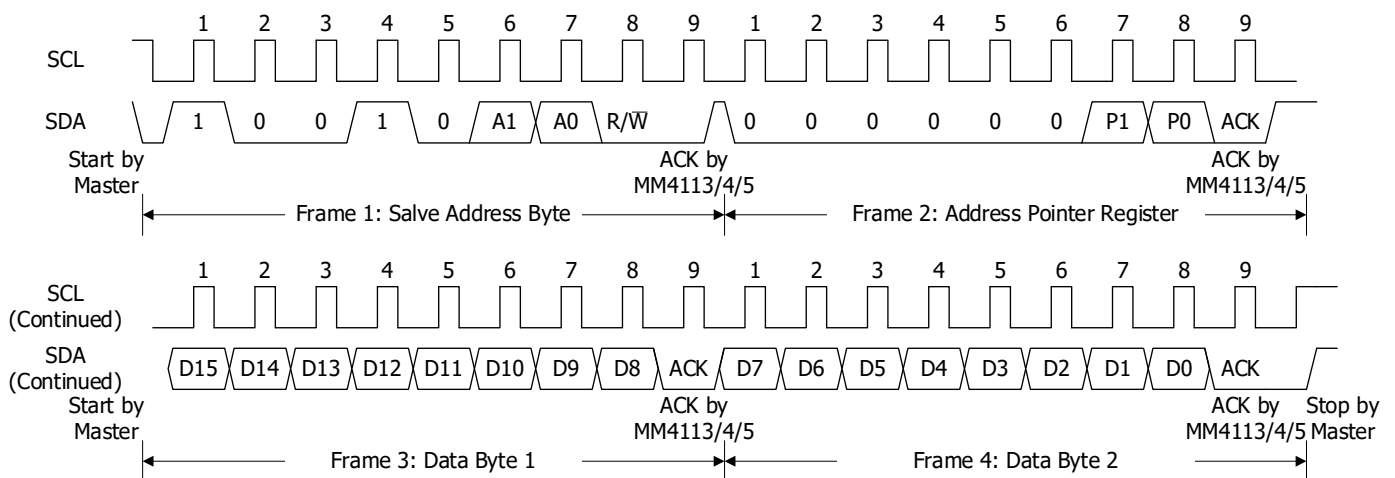 1 2 3 4 5 6 7 8 9 1 2 3 4 5 6 7 8 9
SCL
SDA 1 0 0 1 0 A1 A0 R/W̅ 0 0 0 0 0 0 P1 P0 ACK
Start by Master
ACK by MM4113/4/5
ACK by MM4113/4/5
Frame 1: Salve Address Byte
Frame 2: Address Pointer Register
1 2 3 4 5 6 7 8 9 1 2 3 4 5 6 7 8 9
SCL (Continued)
SDA (Continued) D15 D14 D13 D12 D11 D10 D9 D8 ACK D7 D6 D5 D4 D3 D2 D1 D0 ACK
Start by Master
ACK by MM4113/4/5
ACK by MM4113/4/5
Stop by Master
Frame 3: Data Byte 1
Frame 4: Data Byte 2